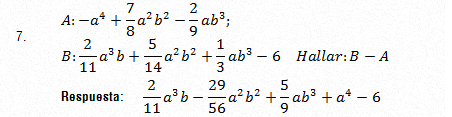 7.
A: −a⁴ + 7/8 a²b² − 2/9 ab³;
B: 2/11 a³b + 5/14 a²b² + 1/3 ab³ − 6 Hallar: B − A
Respuesta: 2/11 a³b − 29/56 a²b² + 5/9 ab³ + a⁴ − 6